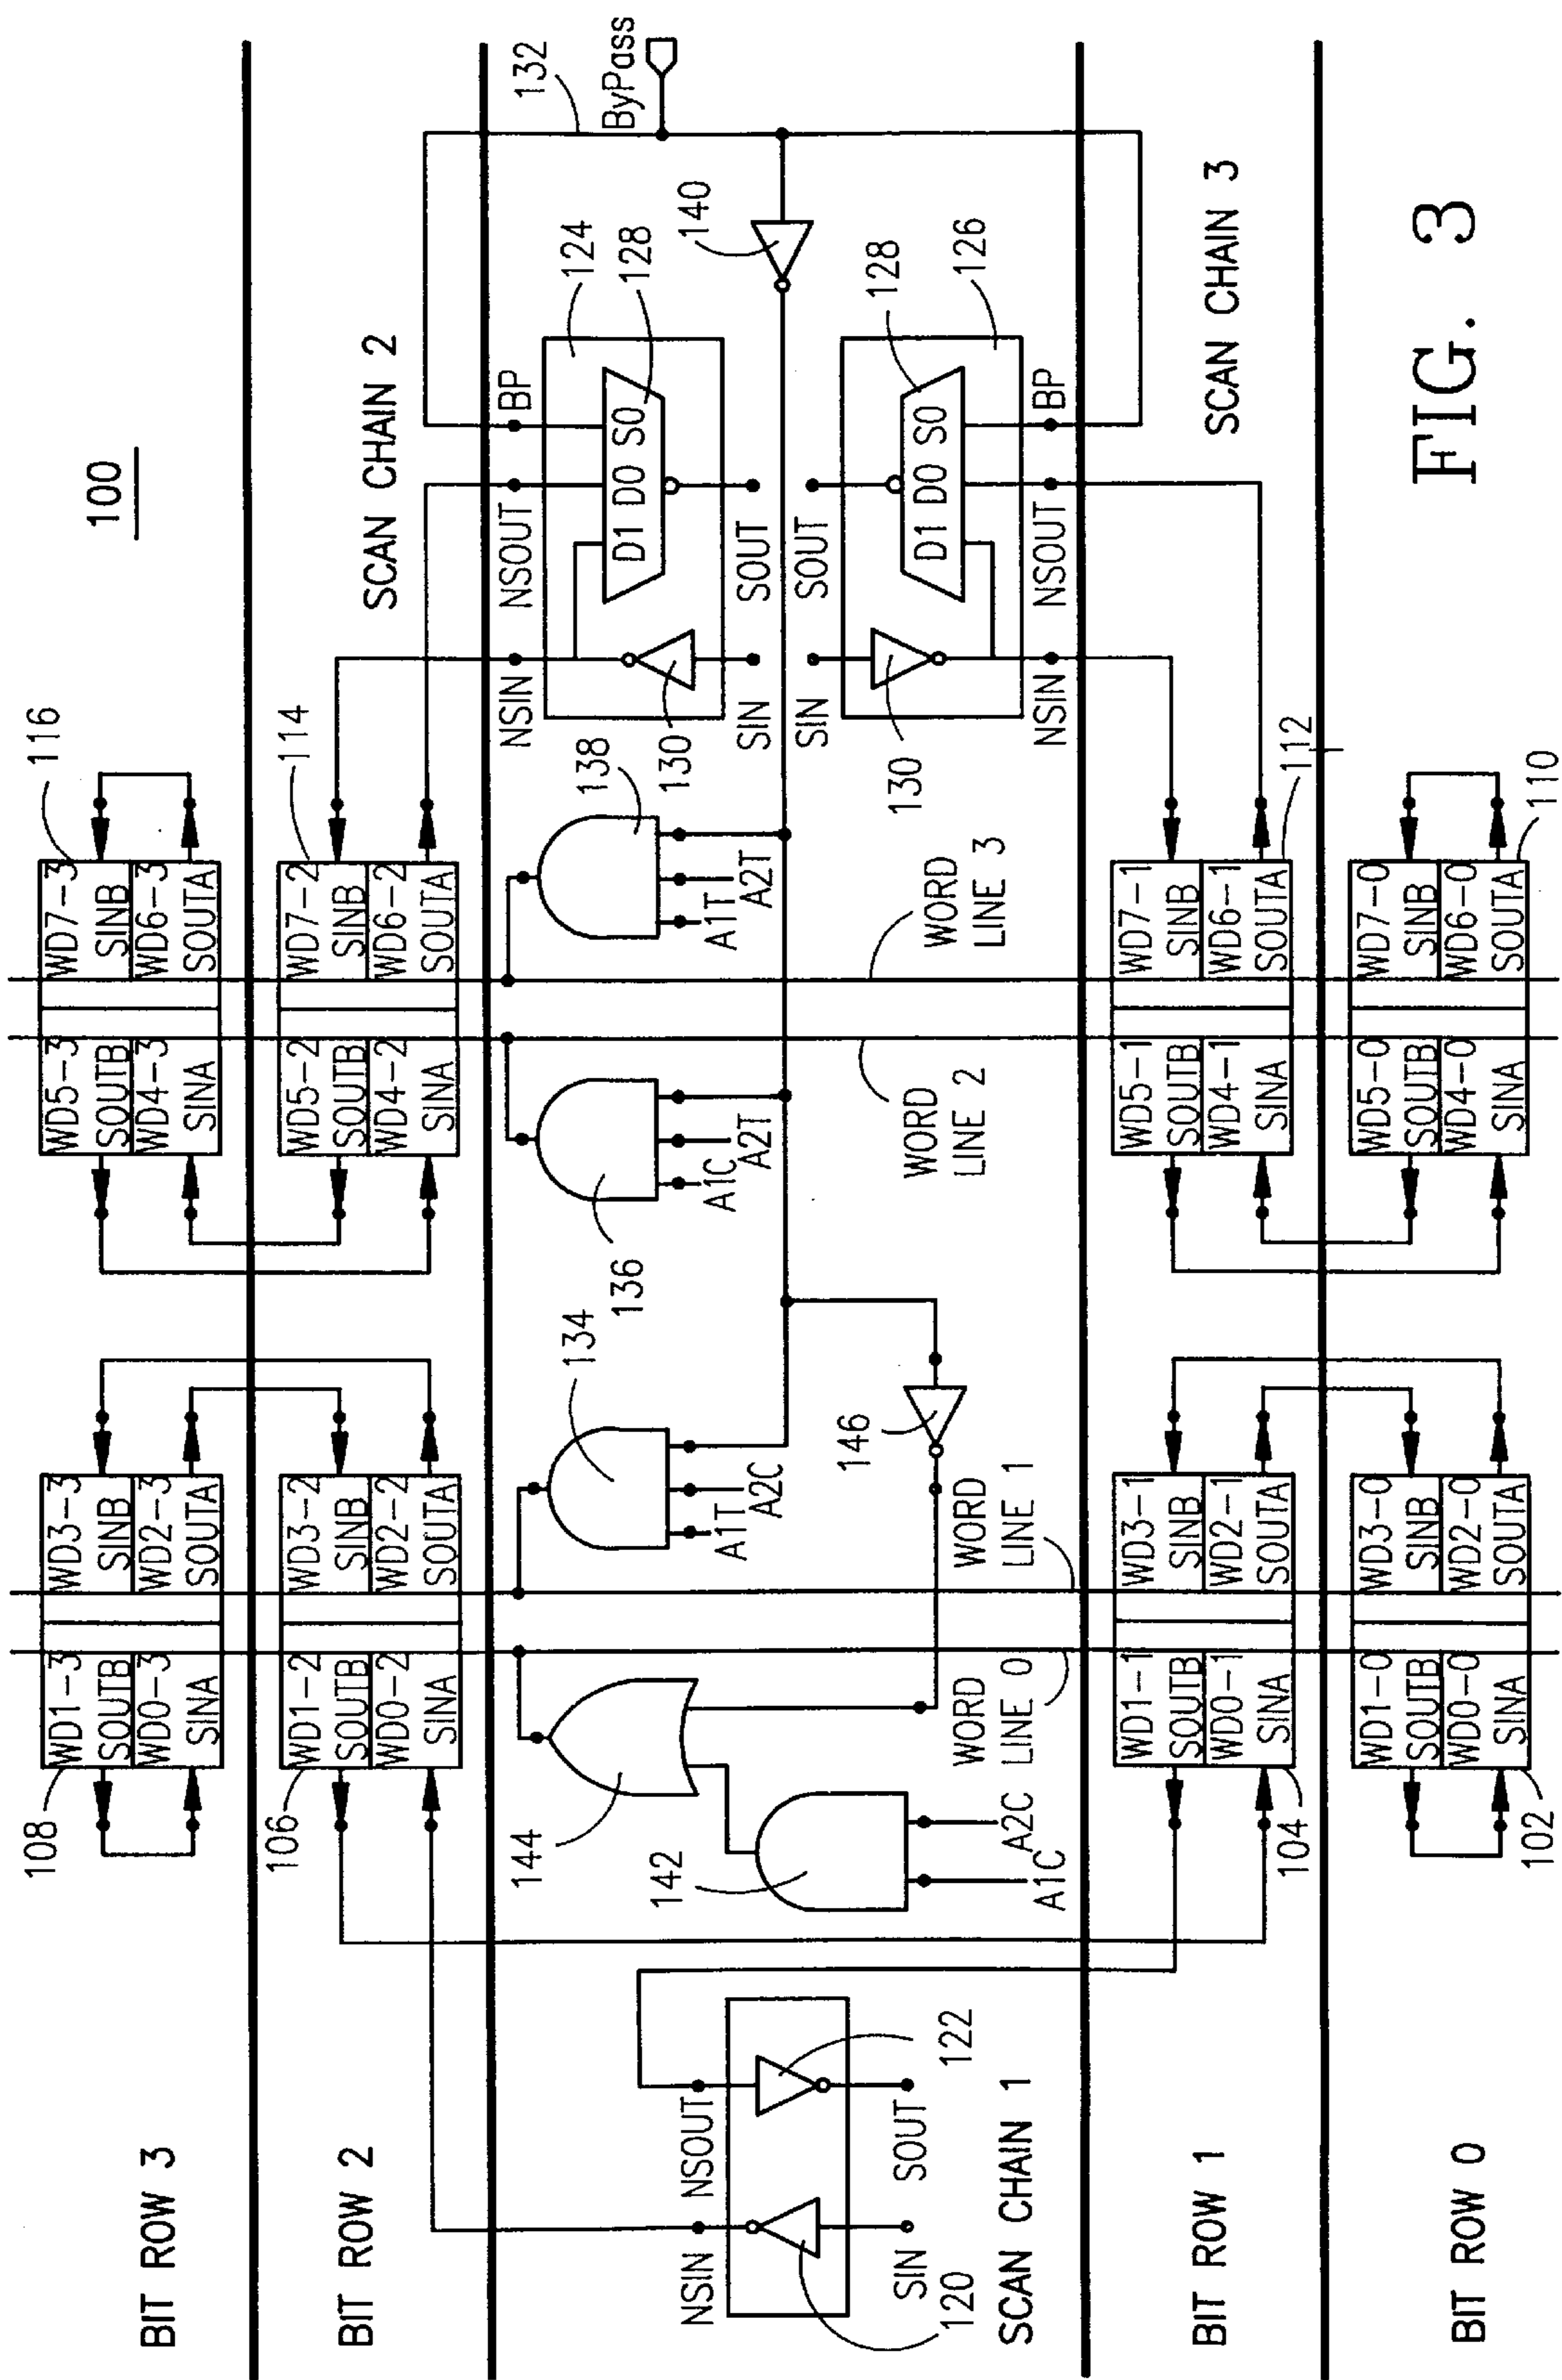 100
BIT ROW 3
108
WD1-3
SOUTB
WD0-3
SINA
WD3-3
SINB
WD2-3
SOUTA
WD5-3
SOUTB
WD4-3
SINA
WD7-3
SINB
WD6-3
SOUTA
116
BIT ROW 2
106
WD1-2
SOUTB
WD0-2
SINA
WD3-2
SINB
WD2-2
SOUTA
WD5-2
SOUTB
WD4-2
SINA
WD7-2
SINB
WD6-2
SOUTA
114
SCAN CHAIN 2
132
ByPass
NSIN
NSOUT
SIN
SOUT
120
122
SCAN CHAIN 1
144
142
A1C
A2C
134
A1T
A2C
146
WORD
LINE 0
WORD
LINE 1
136
A1C
A2T
WORD
LINE 2
138
A1T
A2T
WORD
LINE 3
NSIN
NSOUT
BP
124
D1 D0 S0
128
130
SIN
SOUT
140
SIN
SOUT
128
D1 D0 S0
126
130
NSIN
NSOUT
BP
BIT ROW 1
WD1-1
SOUTB
WD0-1
SINA
104
WD3-1
SINB
WD2-1
SOUTA
WD5-1
SOUTB
WD4-1
SINA
WD7-1
SINB
WD6-1
SOUTA
112
SCAN CHAIN 3
BIT ROW 0
WD1-0
SOUTB
WD0-0
SINA
102
WD3-0
SINB
WD2-0
SOUTA
WD5-0
SOUTB
WD4-0
SINA
WD7-0
SINB
WD6-0
SOUTA
110
FIG. 3